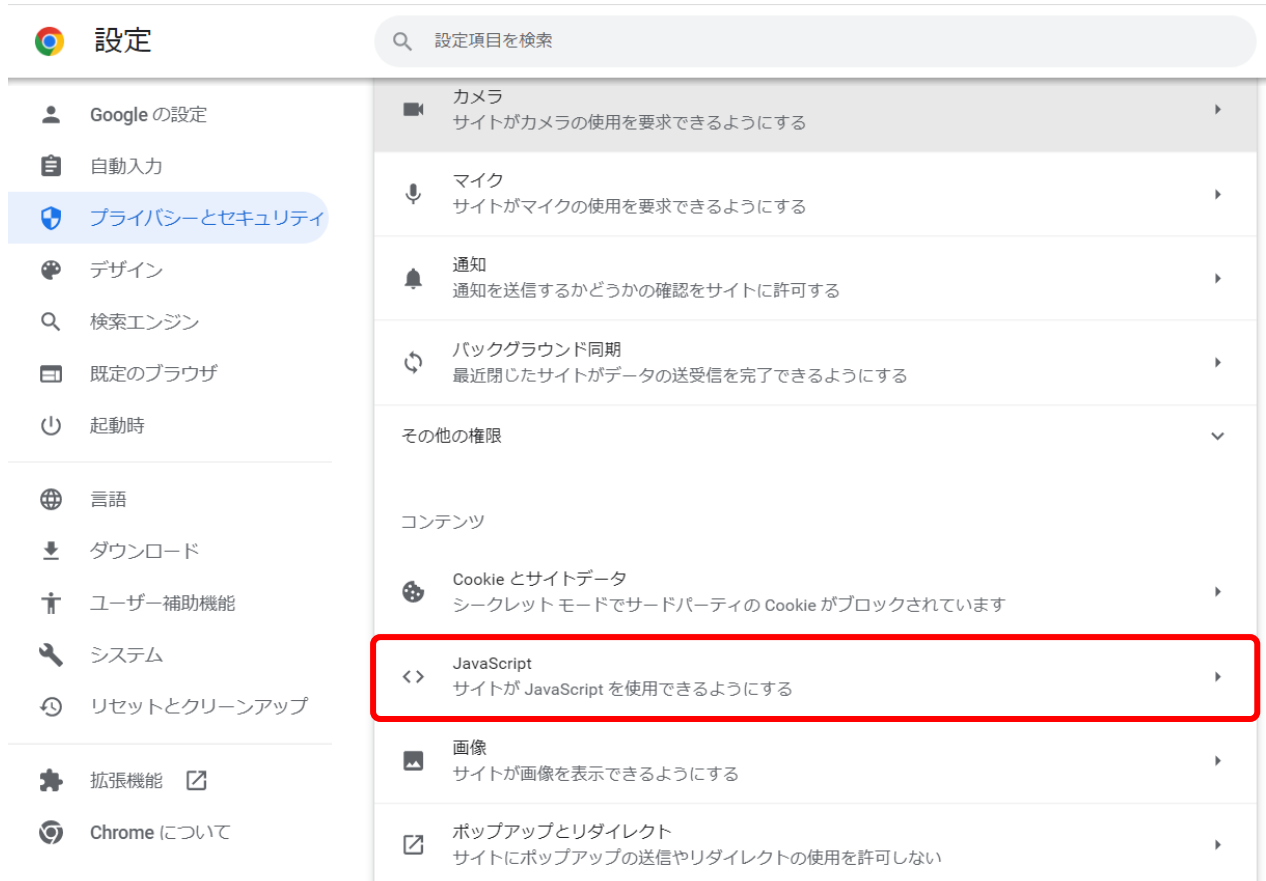 設定
設定項目を検索
Google の設定
自動入力
プライバシーとセキュリティ
デザイン
検索エンジン
既定のブラウザ
起動時
言語
ダウンロード
ユーザー補助機能
システム
リセットとクリーンアップ
拡張機能
Chrome について
カメラ
サイトがカメラの使用を要求できるようにする
マイク
サイトがマイクの使用を要求できるようにする
通知
通知を送信するかどうかの確認をサイトに許可する
バックグラウンド同期
最近閉じたサイトがデータの送受信を完了できるようにする
その他の権限
コンテンツ
Cookie とサイトデータ
シークレット モードでサードパーティの Cookie がブロックされています
JavaScript
サイトが JavaScript を使用できるようにする
画像
サイトが画像を表示できるようにする
ポップアップとリダイレクト
サイトにポップアップの送信やリダイレクトの使用を許可しない